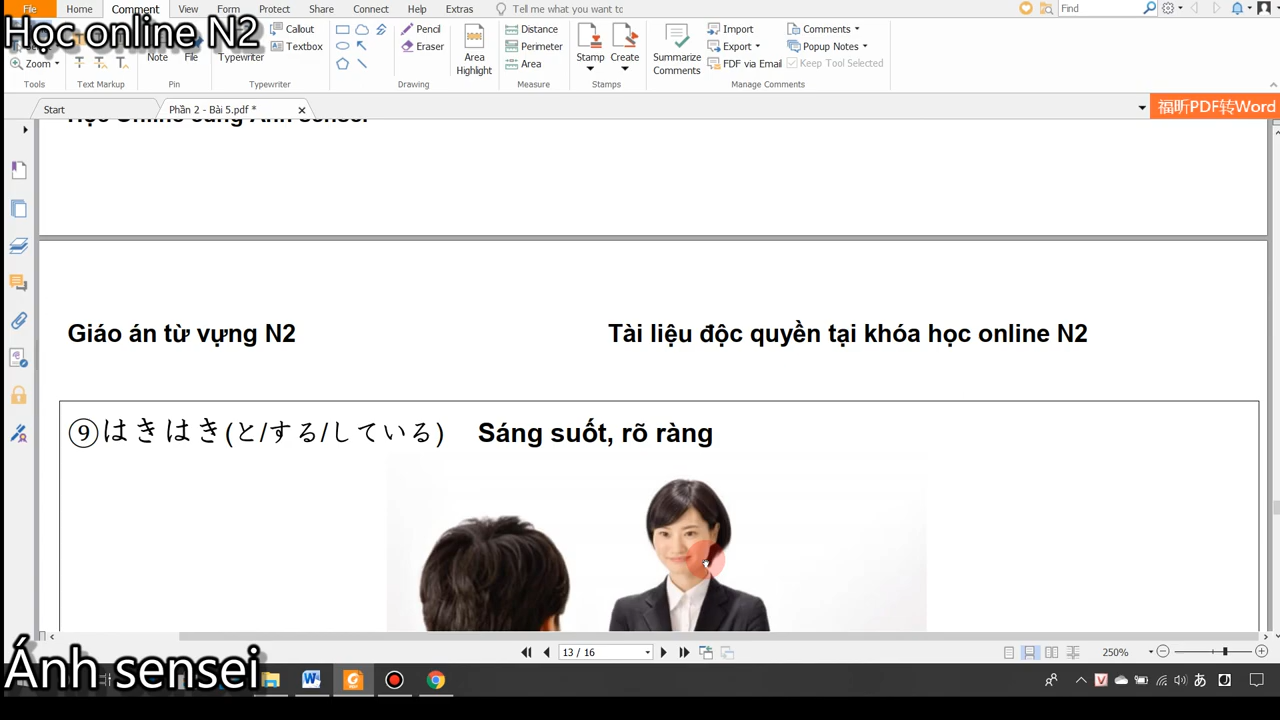 File Home Comment View Form Protect Share Connect Help Extras Tell me what you want to Find
Học online N2
Callout Pencil Distance Import Comments
Textbox Eraser Perimeter Export Popup Notes
Zoom Note File Typewriter Area Highlight Area Stamp Create Summarize Comments FDF via Email Keep Tool Selected
Tools Text Markup Pin Typewriter Drawing Measure Stamps Manage Comments
Start Phần 2 - Bài 5.pdf * 福昕PDF转Word
Học Online cùng Ánh sensei
Giáo án từ vựng N2 Tài liệu độc quyền tại khóa học online N2
⑨はきはき(と/する/している) Sáng suốt, rõ ràng
13 / 16 250%
Ánh sensei